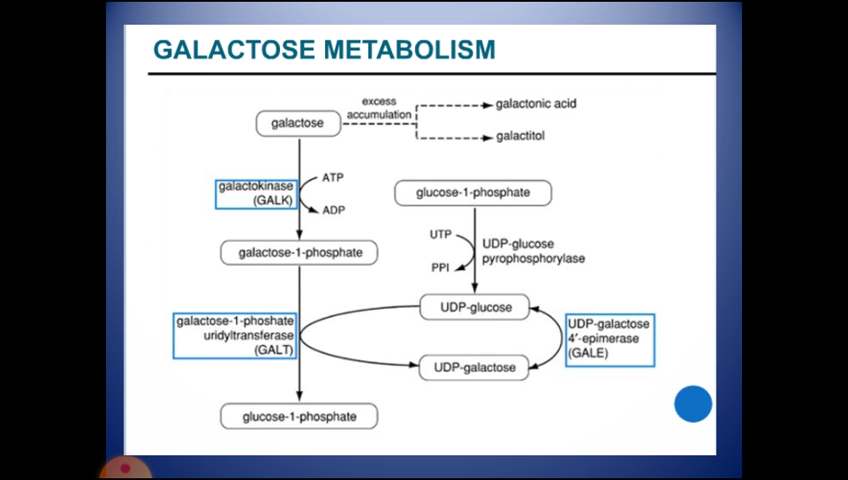 GALACTOSE METABOLISM
excess
accumulation
galactonic acid
galactose
galactitol
ATP
galactokinase
(GALK)
ADP
glucose-1-phosphate
UTP
UDP-glucose
pyrophosphorylase
PPI
galactose-1-phosphate
UDP-glucose
galactose-1-phoshate
uridyltransferase
(GALT)
UDP-galactose
4'-epimerase
(GALE)
UDP-galactose
glucose-1-phosphate